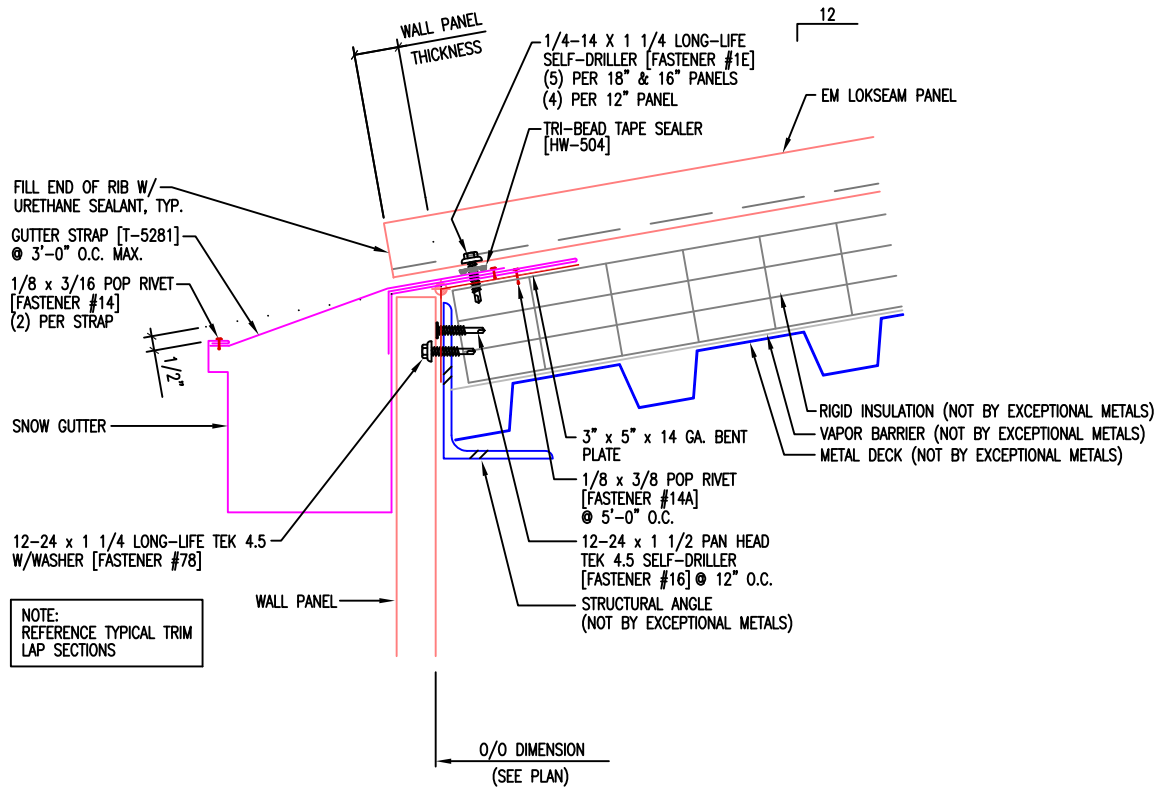 WALL PANEL
THICKNESS
12
1/4-14 X 1 1/4 LONG-LIFE
SELF-DRILLER [FASTENER #1E]
(5) PER 18" & 16" PANELS
(4) PER 12" PANEL
EM LOKSEAM PANEL
TRI-BEAD TAPE SEALER
[HW-504]
FILL END OF RIB W/
URETHANE SEALANT, TYP.
GUTTER STRAP [T-5281]
@ 3'-0" O.C. MAX.
1/8 x 3/16 POP RIVET
[FASTENER #14]
(2) PER STRAP
1/2"
SNOW GUTTER
RIGID INSULATION (NOT BY EXCEPTIONAL METALS)
VAPOR BARRIER (NOT BY EXCEPTIONAL METALS)
METAL DECK (NOT BY EXCEPTIONAL METALS)
3" x 5" x 14 GA. BENT
PLATE
1/8 x 3/8 POP RIVET
[FASTENER #14A]
@ 5'-0" O.C.
12-24 x 1 1/4 LONG-LIFE TEK 4.5
W/WASHER [FASTENER #78]
12-24 x 1 1/2 PAN HEAD
TEK 4.5 SELF-DRILLER
[FASTENER #16] @ 12" O.C.
WALL PANEL
STRUCTURAL ANGLE
(NOT BY EXCEPTIONAL METALS)
NOTE:
REFERENCE TYPICAL TRIM
LAP SECTIONS
O/O DIMENSION
(SEE PLAN)